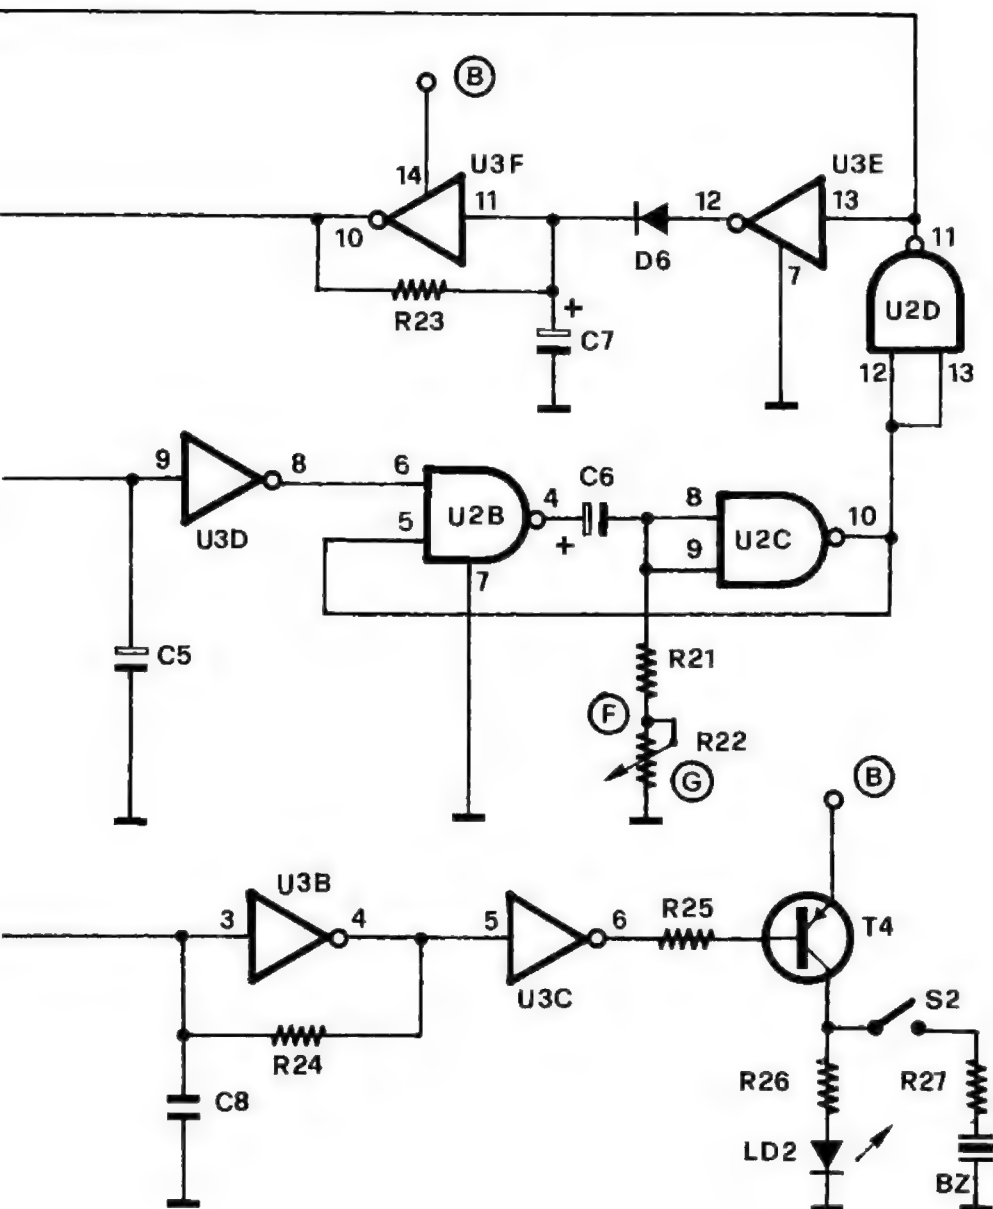 B
14
U3F
11
10
R23
D6
12
U3E
13
7
+
C7
11
U2D
12
13
9
U3D
8
6
5
U2B
4
7
C6
+
8
9
U2C
10
C5
R21
F
R22
G
B
U3B
3
4
5
U3C
6
R25
T4
R24
C8
S2
R26
R27
LD2
BZ